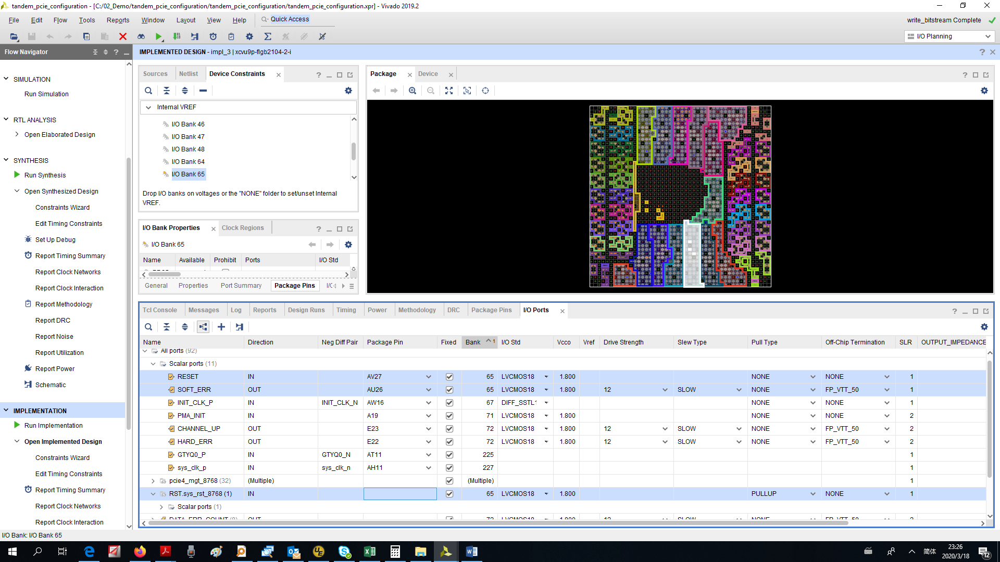 tandem_pcie_configuration - [C:/02_Demo/tandem_pcie_configuration/tandem_pcie_configuration/tandem_pcie_configuration.xpr] - Vivado 2019.2
File Edit Flow Tools Reports Window Layout View Help Quick Access
write_bitstream Complete
I/O Planning
Flow Navigator
IMPLEMENTED DESIGN - impl_3 | xcvu9p-flgb2104-2-i
SIMULATION
Run Simulation
RTL ANALYSIS
Open Elaborated Design
SYNTHESIS
Run Synthesis
Open Synthesized Design
Constraints Wizard
Edit Timing Constraints
Set Up Debug
Report Timing Summary
Report Clock Networks
Report Clock Interaction
Report Methodology
Report DRC
Report Noise
Report Utilization
Report Power
Schematic
IMPLEMENTATION
Run Implementation
Open Implemented Design
Constraints Wizard
Edit Timing Constraints
Report Timing Summary
Report Clock Networks
Report Clock Interaction
Sources Netlist Device Constraints
Internal VREF
I/O Bank 46
I/O Bank 47
I/O Bank 48
I/O Bank 64
I/O Bank 65
Drop I/O banks on voltages or the "NONE" folder to set/unset Internal
VREF.
I/O Bank Properties Clock Regions
I/O Bank 65
Name Available Prohibit Ports I/O Std
General Properties Port Summary Package Pins
Package Device
Tcl Console Messages Log Reports Design Runs Timing Power Methodology DRC Package Pins I/O Ports
Name Direction Neg Diff Pair Package Pin Fixed Bank 1 I/O Std Vcco Vref Drive Strength Slew Type Pull Type Off-Chip Termination SLR OUTPUT_IMPEDANCE
All ports (92)
Scalar ports (11)
RESET IN AV27 65 LVCMOS18 1.800 NONE NONE 1
SOFT_ERR OUT AU26 65 LVCMOS18 1.800 12 SLOW NONE FP_VTT_50 1
INIT_CLK_P IN INIT_CLK_N AW16 67 DIFF_SSTL1 NONE NONE 1
PMA_INIT IN A19 71 LVCMOS18 1.800 NONE NONE 2
CHANNEL_UP OUT E23 72 LVCMOS18 1.800 12 SLOW NONE FP_VTT_50 2
HARD_ERR OUT E22 72 LVCMOS18 1.800 12 SLOW NONE FP_VTT_50 2
GTYQ0_P IN GTYQ0_N AT11 225 1
sys_clk_p IN sys_clk_n AH11 227 1
pcie4_mgt_8768 (32) (Multiple) (Multiple) 1
RST.sys_rst_8768 (1) IN 65 LVCMOS18 1.800 PULLUP NONE 1
Scalar ports (1)
DATA_ERR_COUNT (8) OUT 72 LVCMOS18 1.800 12 SLOW NONE FP_VTT_50 2
I/O Bank: I/O Bank 65
简体
23:26
2020/3/18
12